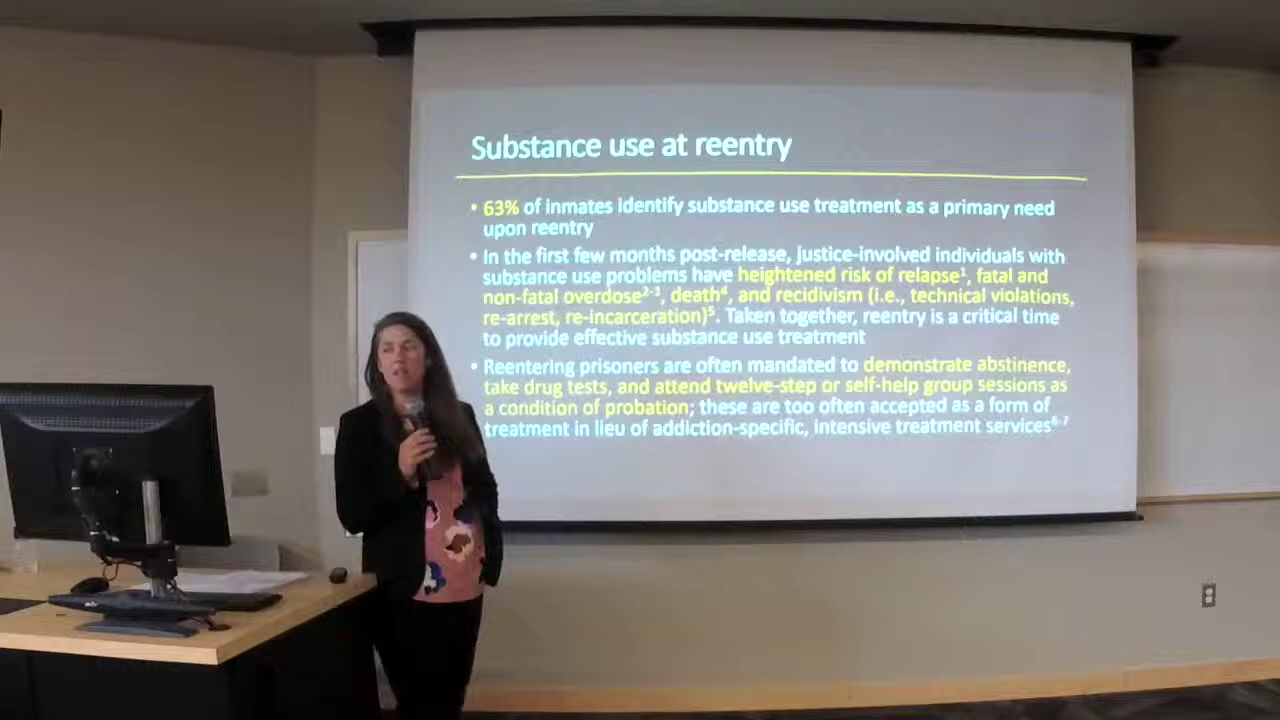 Substance use at reentry
• 63% of inmates identify substance use treatment as a primary need
upon reentry
• In the first few months post-release, justice-involved individuals with
substance use problems have heightened risk of relapse¹, fatal and
non-fatal overdose²⁻³, death⁴, and recidivism (i.e., technical violations,
re-arrest, re-incarceration)⁵. Taken together, reentry is a critical time
to provide effective substance use treatment
• Reentering prisoners are often mandated to demonstrate abstinence,
take drug tests, and attend twelve-step or self-help group sessions as
a condition of probation; these are too often accepted as a form of
treatment in lieu of addiction-specific, intensive treatment services⁶⁻⁷